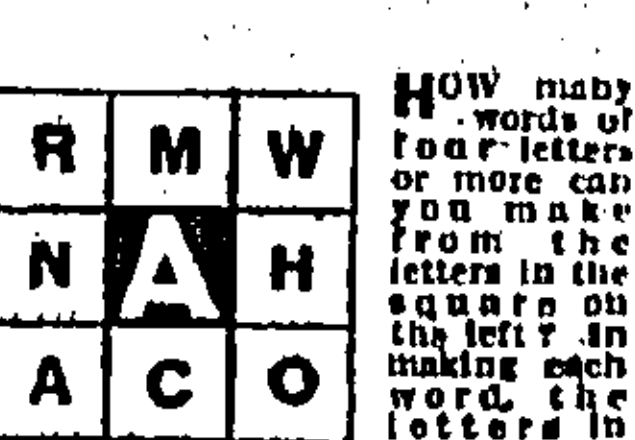 R M W
N A H
A C O
HOW many
words of
four letters
or more can
you make
from the
letters in the
square on
the left? In
making each
word, the
letters in